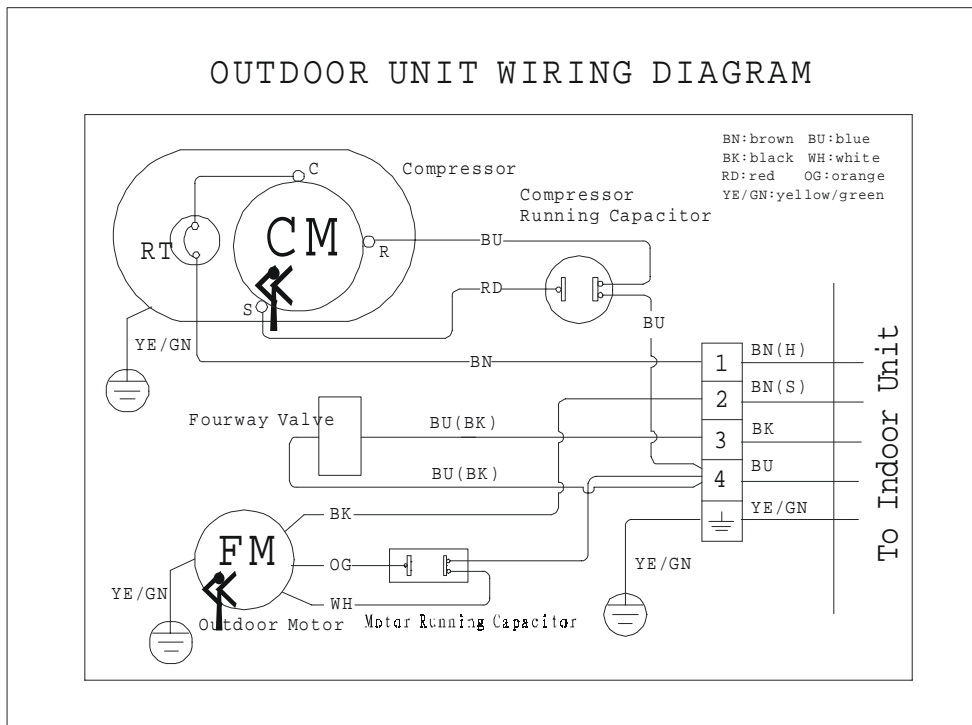 OUTDOOR UNIT WIRING DIAGRAM
BN:brown BU:blue
BK:black WH:white
RD:red OG:orange
YE/GN:yellow/green
C
Compressor
Compressor
Running Capacitor
CM
RT
R
BU
S
RD
BU
YE/GN
BN
1
BN(H)
2
BN(S)
Fourway Valve
BU(BK)
3
BK
BU(BK)
4
BU
YE/GN
To Indoor Unit
BK
FM
OG
YE/GN
YE/GN
WH
Outdoor Motor
Motor Running Capacitor